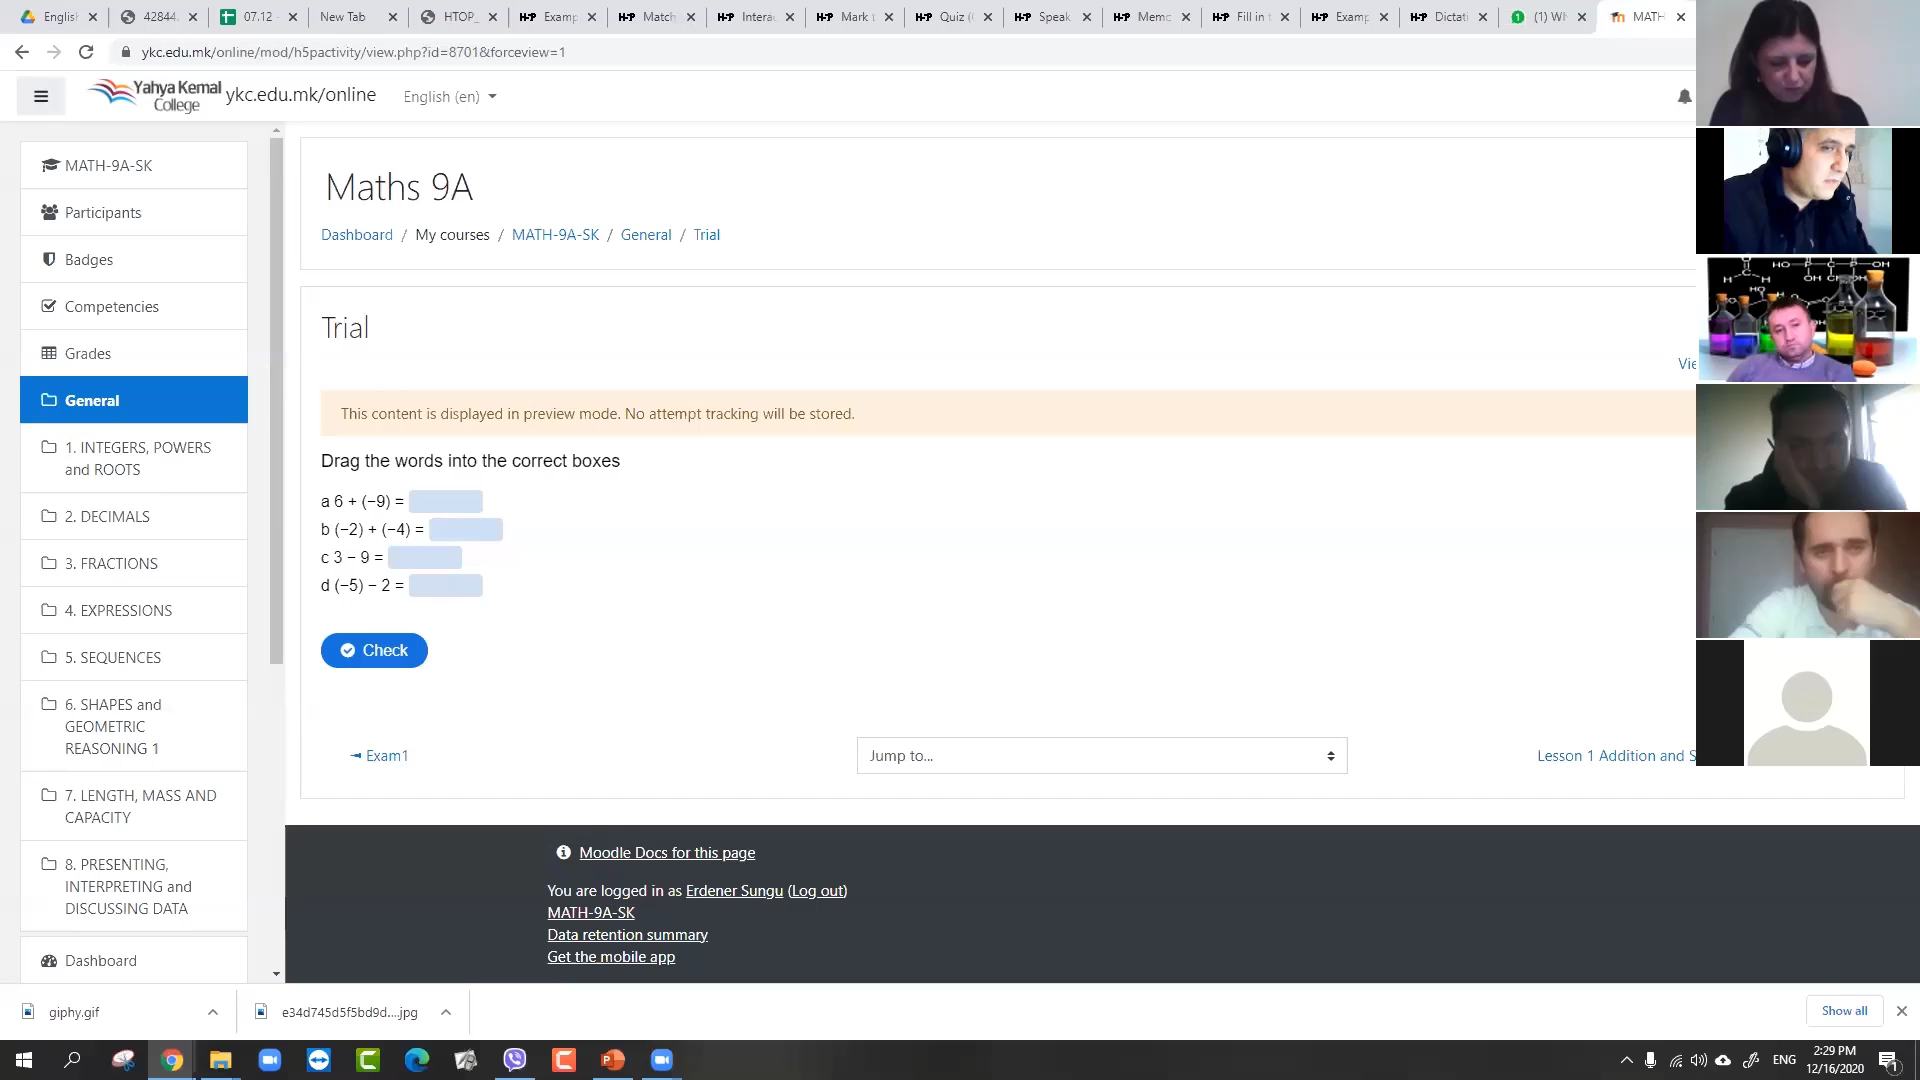 Englisl
42844.
07.12 -
New Tab
HTOP_
H-P Examp
H-P Match
H-P Intera
H-P Mark t
H-P Quiz (
H-P Speak
H-P Memo
H-P Fill in t
H-P Examp
H-P Dictati
(1) Wh
MATH
ykc.edu.mk/online/mod/h5pactivity/view.php?id=8701&forceview=1
Yahya Kemal
College
ykc.edu.mk/online
English (en)
MATH-9A-SK
Participants
Badges
Competencies
Grades
General
1. INTEGERS, POWERS
and ROOTS
2. DECIMALS
3. FRACTIONS
4. EXPRESSIONS
5. SEQUENCES
6. SHAPES and
GEOMETRIC
REASONING 1
7. LENGTH, MASS AND
CAPACITY
8. PRESENTING,
INTERPRETING and
DISCUSSING DATA
Dashboard
Maths 9A
Dashboard / My courses / MATH-9A-SK / General / Trial
Trial
Vie
This content is displayed in preview mode. No attempt tracking will be stored.
Drag the words into the correct boxes
a 6 + (−9) =
b (−2) + (−4) =
c 3 − 9 =
d (−5) − 2 =
Check
◄ Exam1
Jump to...
Lesson 1 Addition and S
Moodle Docs for this page
You are logged in as Erdener Sungu (Log out)
MATH-9A-SK
Data retention summary
Get the mobile app
giphy.gif
e34d745d5f5bd9d....jpg
Show all
ENG
2:29 PM
12/16/2020
1